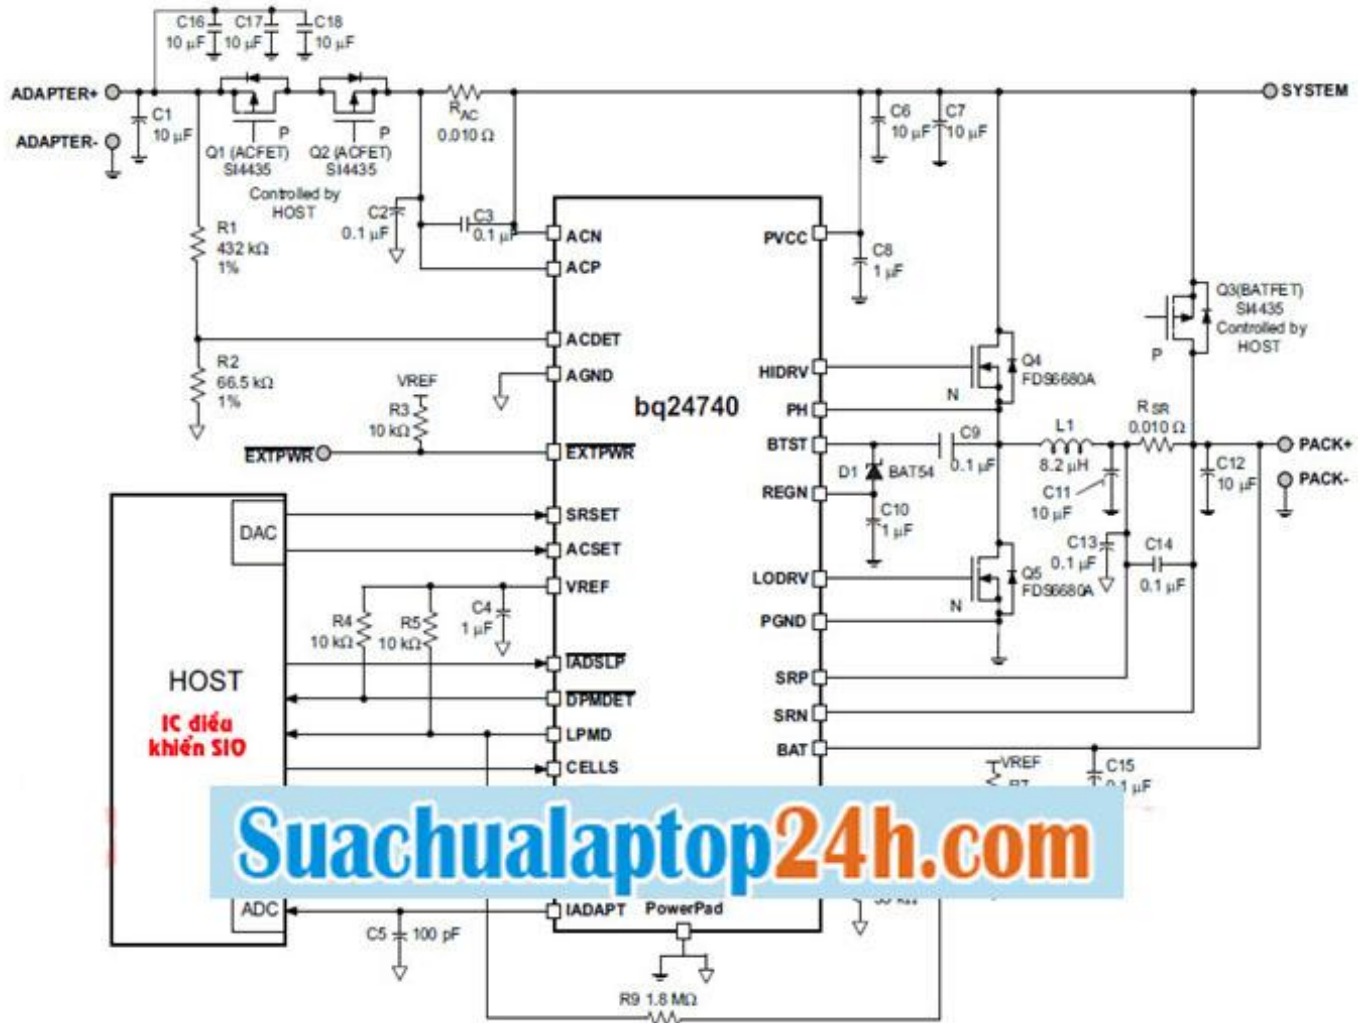 C16
10 µF
C17
10 µF
C18
10 µF
ADAPTER+
C1
10 µF
ADAPTER-
P
Q1 (ACFET)
SI4435
P
Q2 (ACFET)
SI4435
Controlled by
HOST
RAC
0.010 Ω
C6
10 µF
C7
10 µF
SYSTEM
C2
0.1 µF
C3
0.1 µF
R1
432 kΩ
1%
R2
66.5 kΩ
1%
ACN
ACP
ACDET
AGND
VREF
R3
10 kΩ
EXTPWR
EXTPWR
bq24740
PVCC
C8
1 µF
HIDRV
PH
BTST
REGN
LODRV
PGND
SRP
SRN
BAT
Q3(BATFET)
SI4435
Controlled by
HOST
P
Q4
FDS6680A
N
RSR
0.010 Ω
L1
8.2 µH
C9
0.1 µF
D1
BAT54
C10
1 µF
C11
10 µF
C12
10 µF
PACK+
PACK-
C13
0.1 µF
C14
0.1 µF
Q5
FDS6680A
N
DAC
SRSET
ACSET
VREF
C4
1 µF
R4
10 kΩ
R5
10 kΩ
IADSLP
DPMDET
LPMD
CELLS
HOST
IC điều
khiển SIO
VREF
C15
0.1 µF
Suachualaptop24h.com
ADC
IADAPT
PowerPad
C5
100 pF
R9 1.8 MΩ